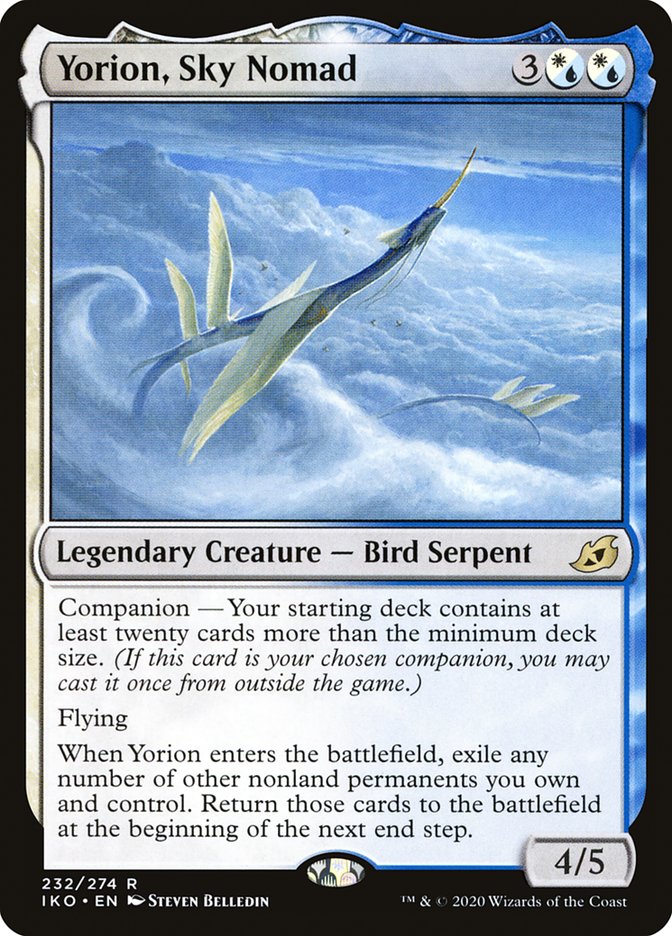 Yorion, Sky Nomad 3
Legendary Creature — Bird Serpent
Companion — Your starting deck contains at
least twenty cards more than the minimum deck
size. (If this card is your chosen companion, you may
cast it once from outside the game.)
Flying
When Yorion enters the battlefield, exile any
number of other nonland permanents you own
and control. Return those cards to the battlefield
at the beginning of the next end step.
4/5
232/274 R
IKO • EN Steven Belledin
™ & © 2020 Wizards of the Coast